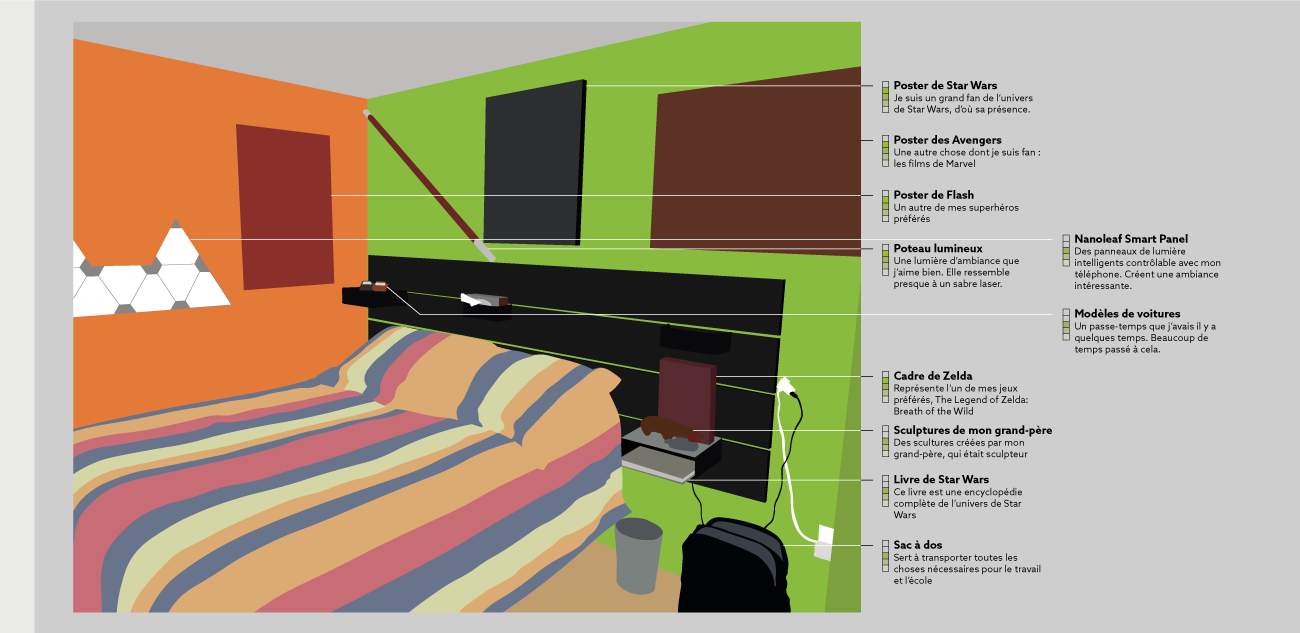 Poster de Star Wars
Je suis un grand fan de l'univers
de Star Wars, d'où sa présence.
Poster des Avengers
Une autre chose dont je suis fan :
les films de Marvel
Poster de Flash
Un autre de mes superhéros
préférés
Poteau lumineux
Une lumière d'ambiance que
j'aime bien. Elle ressemble
presque à un sabre laser.
Nanoleaf Smart Panel
Des panneaux de lumière
intelligents contrôlable avec mon
téléphone. Créent une ambiance
intéressante.
Modèles de voitures
Un passe-temps que j'avais il y a
quelques temps. Beaucoup de
temps passé à cela.
Cadre de Zelda
Représente l'un de mes jeux
préférés, The Legend of Zelda:
Breath of the Wild
Sculptures de mon grand-père
Des scultures créées par mon
grand-père, qui était sculpteur
Livre de Star Wars
Ce livre est une encyclopédie
complète de l'univers de Star
Wars
Sac à dos
Sert à transporter toutes les
choses nécessaires pour le travail
et l'école